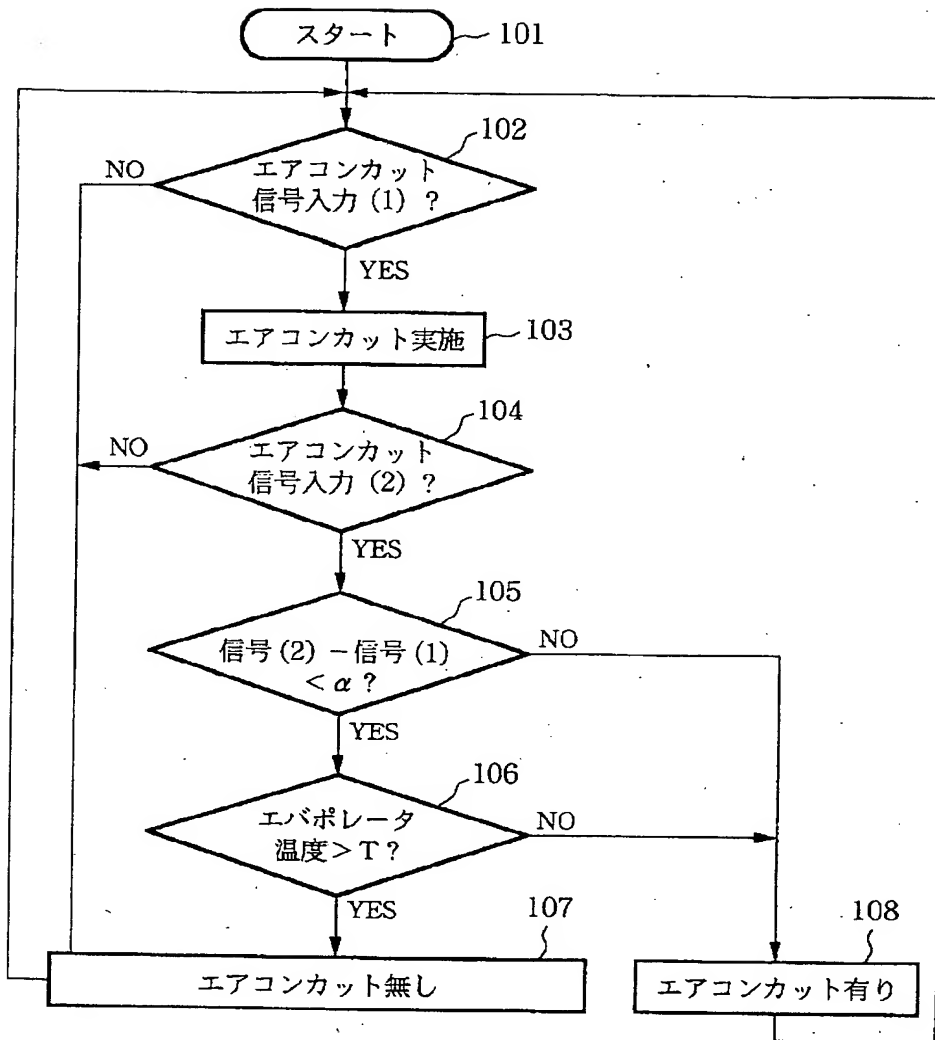 スタート
101
102
NO
エアコンカット
信号入力 (1) ?
YES
エアコンカット実施
103
104
NO
エアコンカット
信号入力 (2) ?
YES
105
信号 (2) − 信号 (1)
< α ?
NO
YES
106
エバポレータ
温度 > T ?
NO
YES
107
エアコンカット無し
108
エアコンカット有り